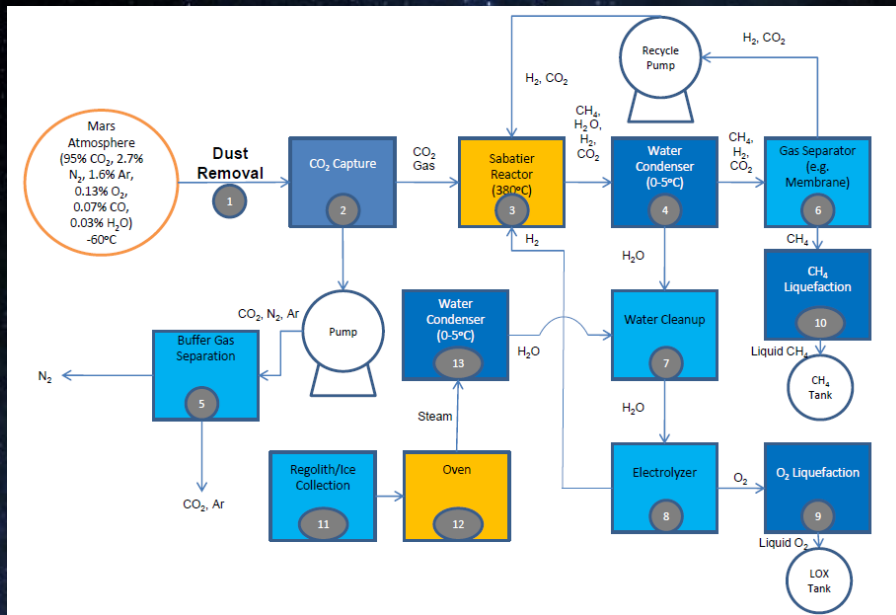 H₂, CO₂
Recycle
Pump
H₂, CO₂
Mars
Atmosphere
(95% CO₂, 2.7%
N₂, 1.6% Ar,
0.13% O₂,
0.07% CO,
0.03% H₂O)
-60ºC
Dust
Removal
1
CO₂ Capture
2
CO₂
Gas
Sabatier
Reactor
(380ºC)
3
CH₄,
H₂O,
H₂,
CO₂
Water
Condenser
(0-5ºC)
4
CH₄,
H₂,
CO₂
Gas Separator
(e.g.
Membrane)
6
H₂
H₂O
CH₄
CO₂, N₂, Ar
Pump
Buffer Gas
Separation
5
N₂
CO₂, Ar
Water
Condenser
(0-5ºC)
13
H₂O
Water Cleanup
7
CH₄
Liquefaction
10
Liquid CH₄
CH₄
Tank
Steam
H₂O
Regolith/Ice
Collection
11
Oven
12
Electrolyzer
8
O₂
O₂ Liquefaction
9
Liquid O₂
LOX
Tank